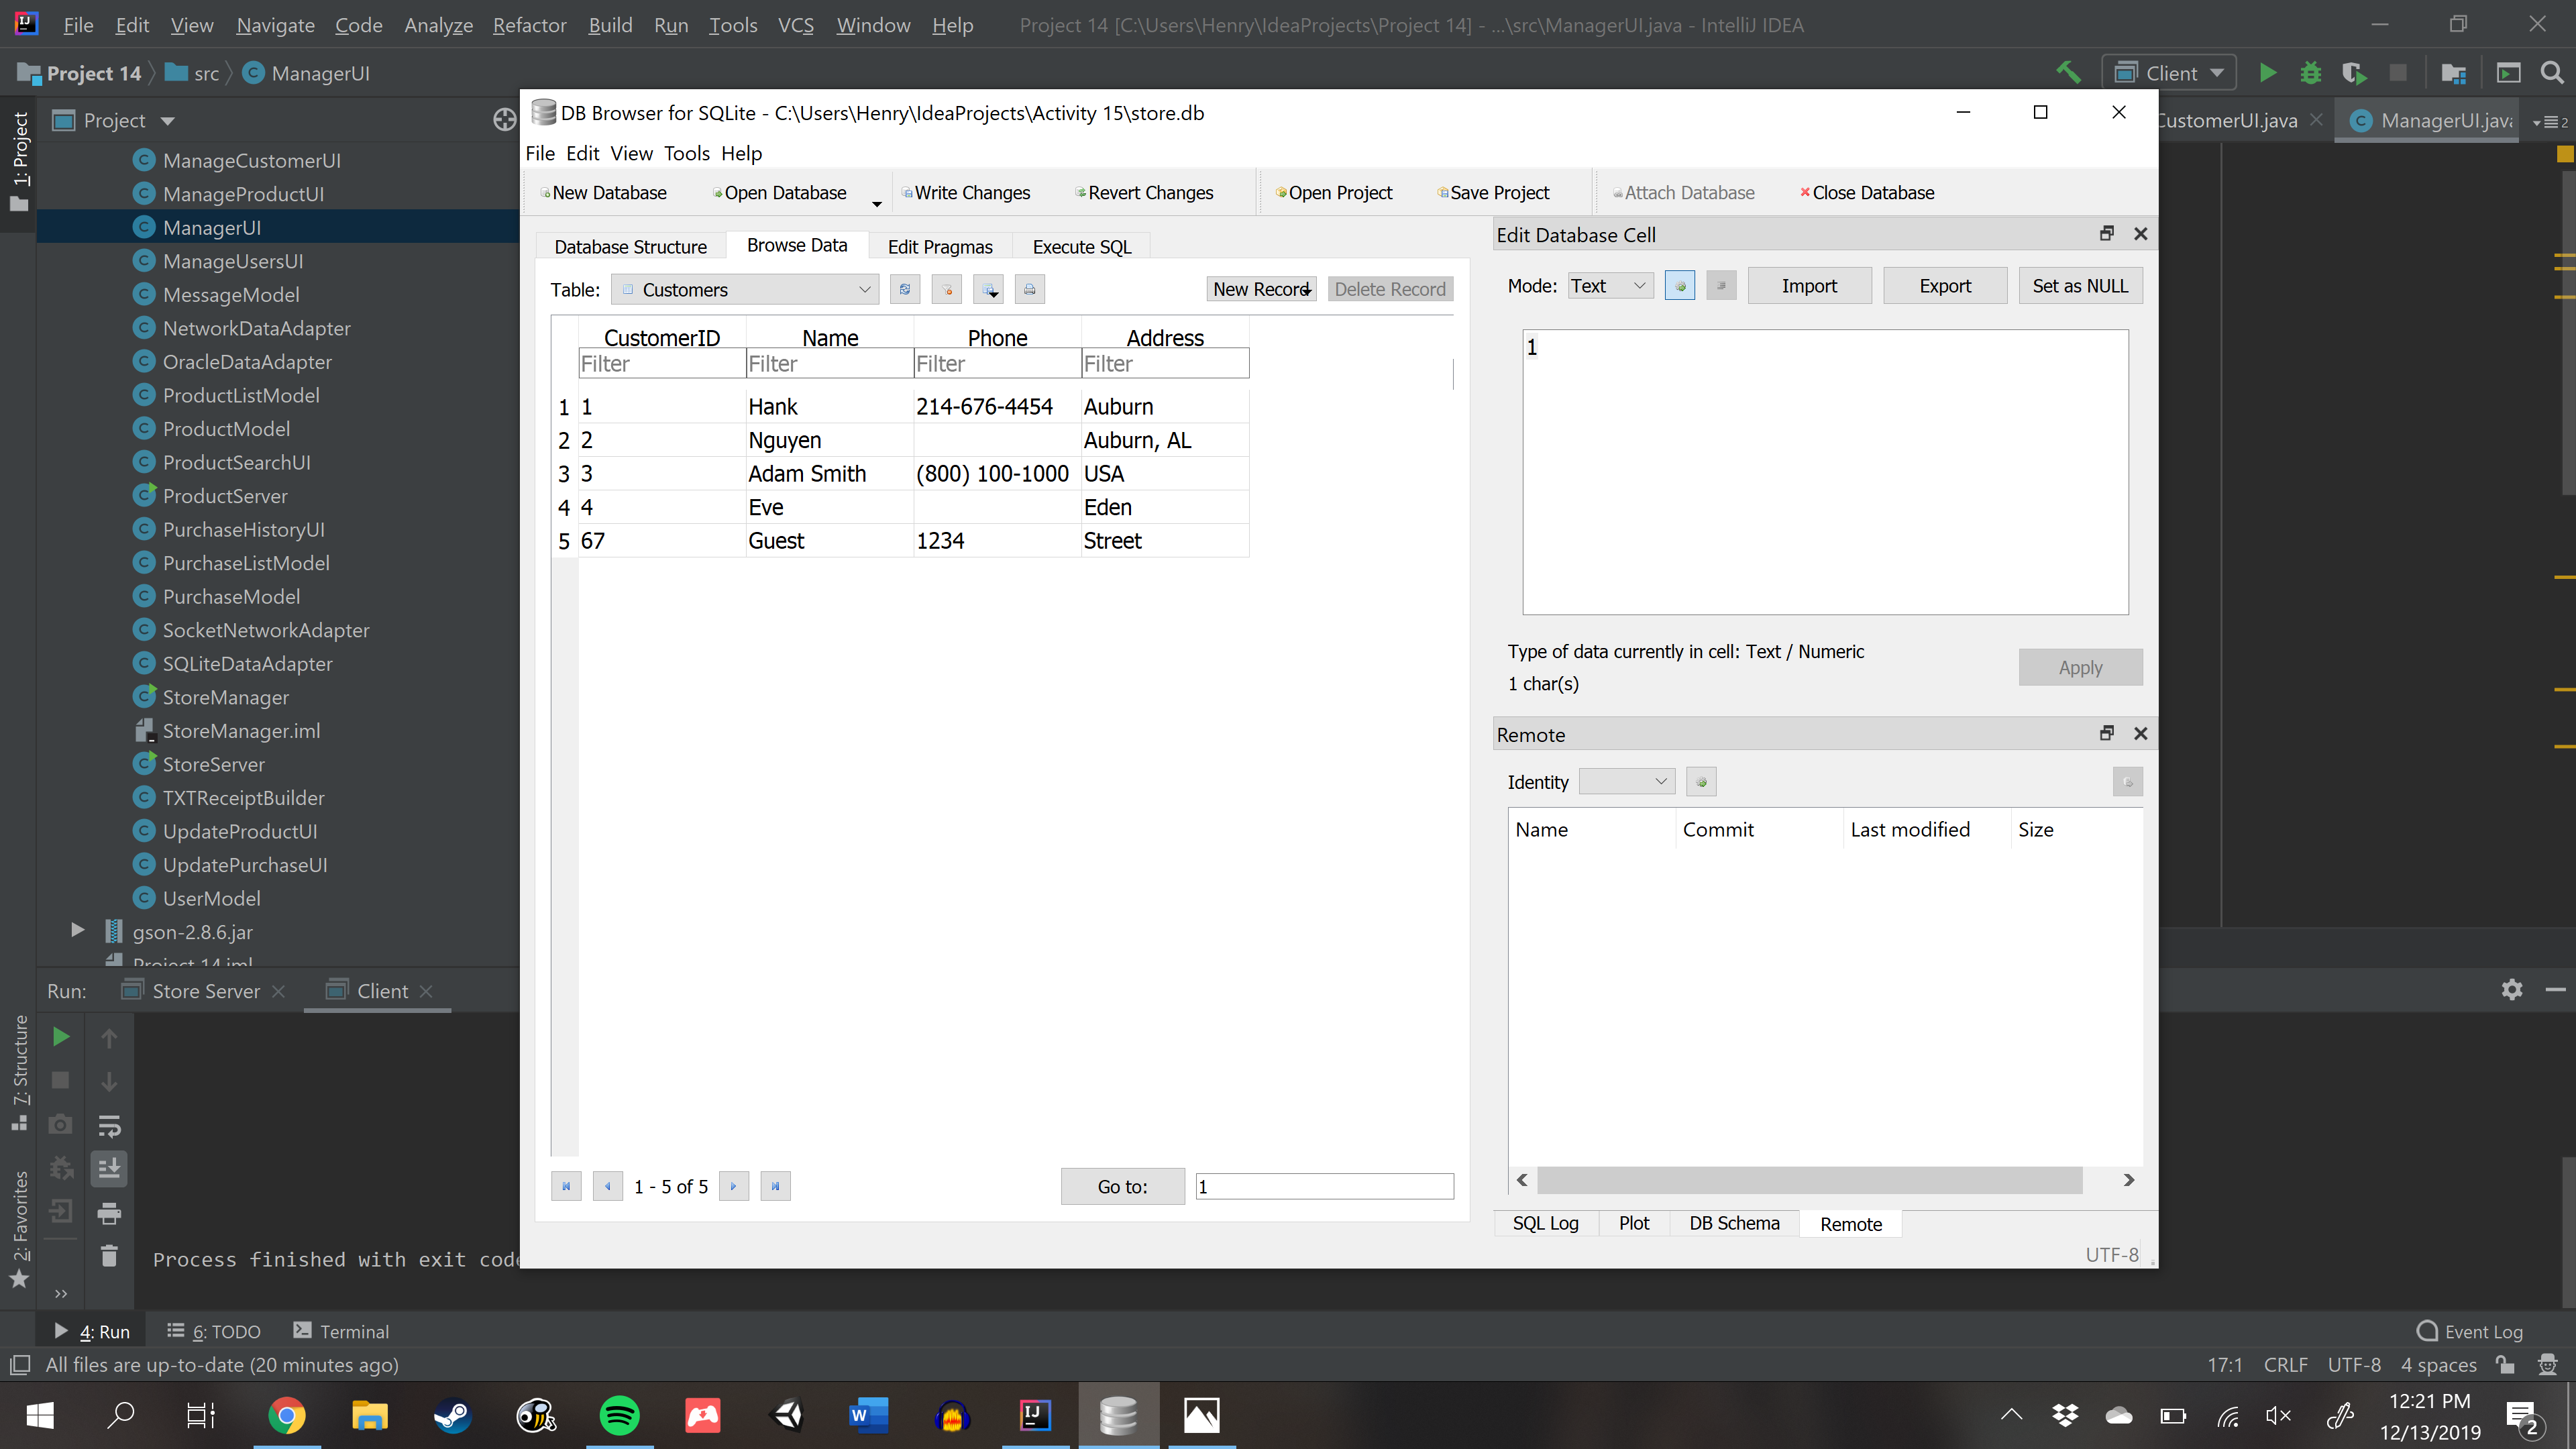 File Edit View Navigate Code Analyze Refactor Build Run Tools VCS Window Help Project 14 [C:\Users\Henry\IdeaProjects\Project 14] - ...\src\ManagerUI.java - IntelliJ IDEA
Project 14 src ManagerUI Client
1: Project
Project
CustomerUI.java ManagerUI.java 2
ManageCustomerUI
ManageProductUI
ManagerUI
ManageUsersUI
MessageModel
NetworkDataAdapter
OracleDataAdapter
ProductListModel
ProductModel
ProductSearchUI
ProductServer
PurchaseHistoryUI
PurchaseListModel
PurchaseModel
SocketNetworkAdapter
SQLiteDataAdapter
StoreManager
StoreManager.iml
StoreServer
TXTReceiptBuilder
UpdateProductUI
UpdatePurchaseUI
UserModel
gson-2.8.6.jar
Project 14.iml
DB Browser for SQLite - C:\Users\Henry\IdeaProjects\Activity 15\store.db
File Edit View Tools Help
New Database Open Database Write Changes Revert Changes Open Project Save Project Attach Database Close Database
Database Structure Browse Data Edit Pragmas Execute SQL
Table: Customers New Record Delete Record
CustomerID Name Phone Address
Filter Filter Filter Filter
1 1 Hank 214-676-4454 Auburn
2 2 Nguyen Auburn, AL
3 3 Adam Smith (800) 100-1000 USA
4 4 Eve Eden
5 67 Guest 1234 Street
1 - 5 of 5 Go to: 1
Edit Database Cell
Mode: Text Import Export Set as NULL
1
Type of data currently in cell: Text / Numeric
1 char(s)
Apply
Remote
Identity
Name Commit Last modified Size
SQL Log Plot DB Schema Remote
UTF-8
Run: Store Server Client
7: Structure
2: Favorites
Process finished with exit code
4: Run 6: TODO Terminal Event Log
All files are up-to-date (20 minutes ago) 17:1 CRLF UTF-8 4 spaces
12:21 PM
12/13/2019
2